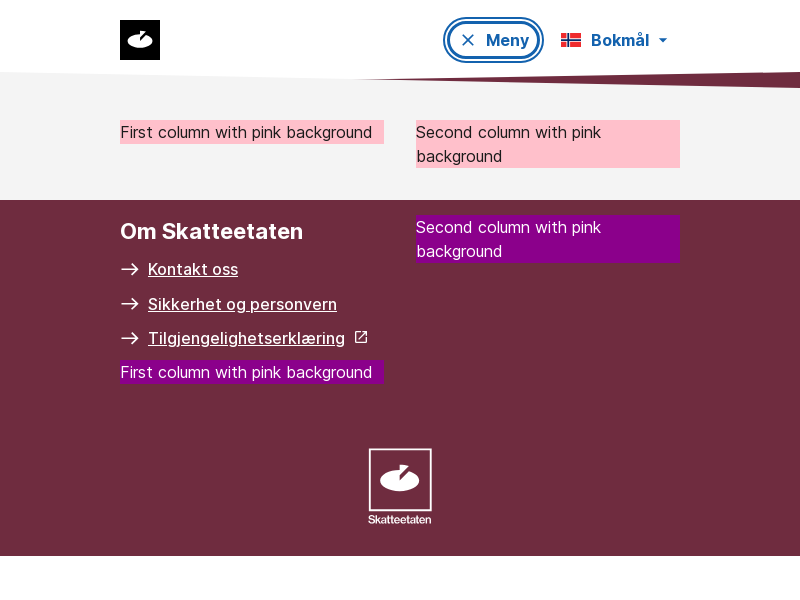 Meny
Bokmål
First column with pink background
Second column with pink
background
Om Skatteetaten
Kontakt oss
Sikkerhet og personvern
Tilgjengelighetserklæring
First column with pink background
Second column with pink
background
Skatteetaten